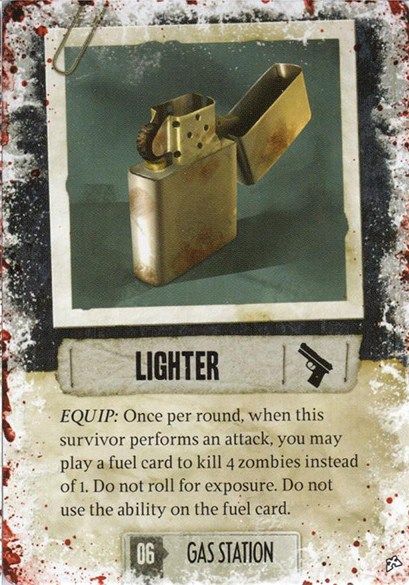 LIGHTER
EQUIP: Once per round, when this
survivor performs an attack, you may
play a fuel card to kill 4 zombies instead
of 1. Do not roll for exposure. Do not
use the ability on the fuel card.
06 GAS STATION